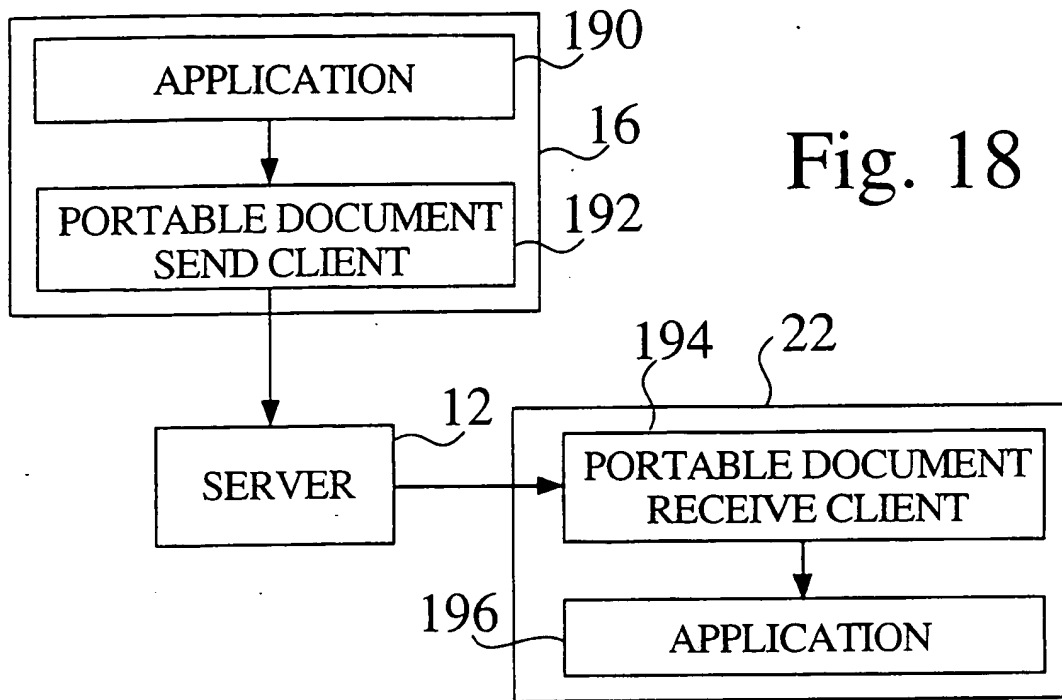 190
APPLICATION
16
Fig. 18
PORTABLE DOCUMENT
SEND CLIENT
192
194
22
12
SERVER
PORTABLE DOCUMENT
RECEIVE CLIENT
196
APPLICATION